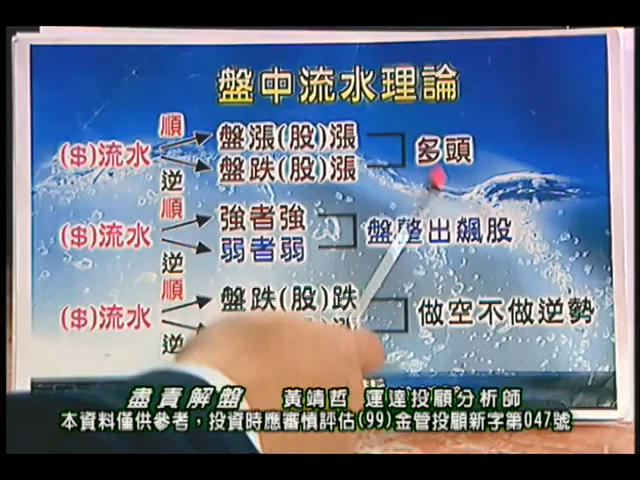 盤中流水理論
順
($)流水
盤漲(股)漲
盤跌(股)漲
多頭
逆
順
($)流水
強者強
弱者弱
盤整出飆股
逆
順
($)流水
盤跌(股)跌
做空不做逆勢
逆
盡責解盤 黃靖哲 運達投顧分析師
本資料僅供參考，投資時應審慎評估(99)金管投顧新字第047號